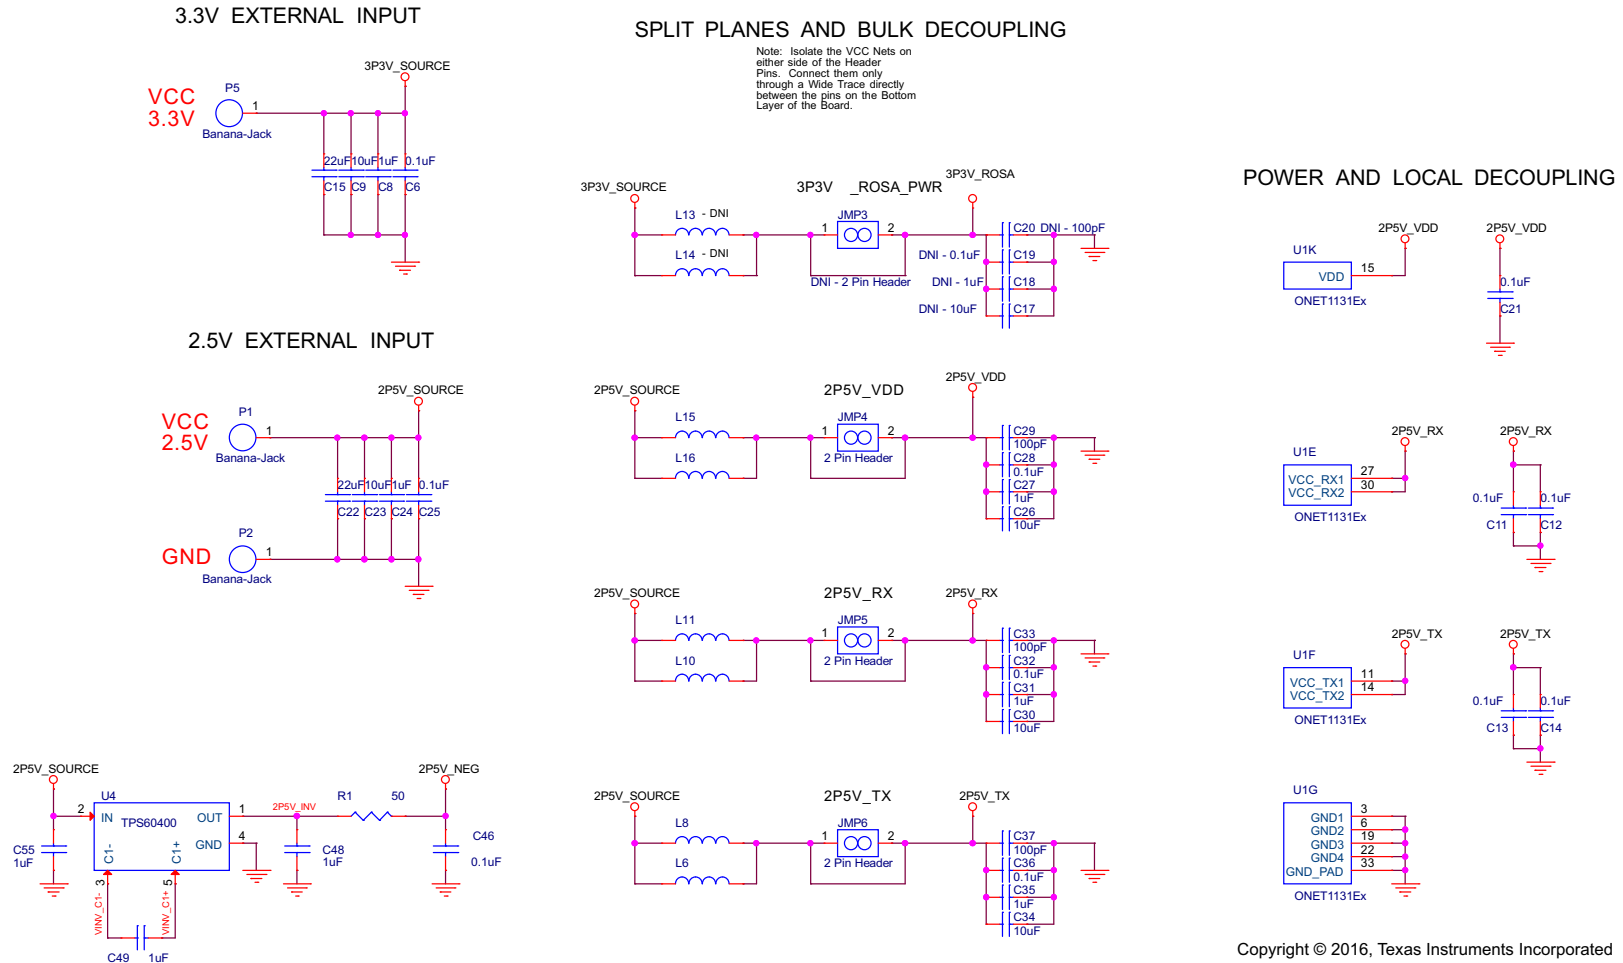 3.3V EXTERNAL INPUT
3P3V_SOURCE
VCC
3.3V
P5
1
Banana-Jack
22uF 10uF 1uF 0.1uF
C15 C9 C8 C6
2.5V EXTERNAL INPUT
2P5V_SOURCE
VCC
2.5V
P1
1
Banana-Jack
22uF 10uF 1uF 0.1uF
C22 C23 C24 C25
GND
P2
1
Banana-Jack
2P5V_SOURCE
U4
2
IN
TPS60400
OUT
1
GND
4
C1-
C1+
3
5
VINV_C1-
VINV_C1+
C55
1uF
C49 1uF
2P5V_INV
R1 50
2P5V_NEG
C48
1uF
C46
0.1uF
SPLIT PLANES AND BULK DECOUPLING
Note: Isolate the VCC Nets on
either side of the Header
Pins. Connect them only
through a Wide Trace directly
between the pins on the Bottom
Layer of the Board.
3P3V_SOURCE
L13 - DNI
L14 - DNI
3P3V _ROSA_PWR
JMP3
1 2
DNI - 2 Pin Header
3P3V_ROSA
C20 DNI - 100pF
DNI - 0.1uF C19
DNI - 1uF C18
DNI - 10uF C17
2P5V_SOURCE
L15
L16
2P5V_VDD
JMP4
1 2
2 Pin Header
2P5V_VDD
C29
100pF
C28
0.1uF
C27
1uF
C26
10uF
2P5V_SOURCE
L11
L10
2P5V_RX
JMP5
1 2
2 Pin Header
2P5V_RX
C33
100pF
C32
0.1uF
C31
1uF
C30
10uF
2P5V_SOURCE
L8
L6
2P5V_TX
JMP6
1 2
2 Pin Header
2P5V_TX
C37
100pF
C36
0.1uF
C35
1uF
C34
10uF
POWER AND LOCAL DECOUPLING
U1K
VDD
15
ONET1131Ex
2P5V_VDD
2P5V_VDD
0.1uF
C21
U1E
VCC_RX1
VCC_RX2
27
30
ONET1131Ex
2P5V_RX
2P5V_RX
0.1uF 0.1uF
C11 C12
U1F
VCC_TX1
VCC_TX2
11
14
ONET1131Ex
2P5V_TX
2P5V_TX
0.1uF 0.1uF
C13 C14
U1G
GND1 3
GND2 6
GND3 19
GND4 22
GND_PAD 33
ONET1131Ex
Copyright © 2016, Texas Instruments Incorporated